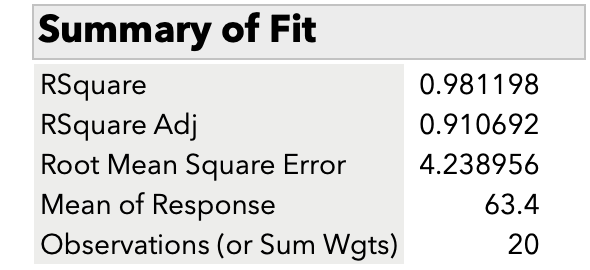 Summary of Fit
RSquare 0.981198
RSquare Adj 0.910692
Root Mean Square Error 4.238956
Mean of Response 63.4
Observations (or Sum Wgts) 20